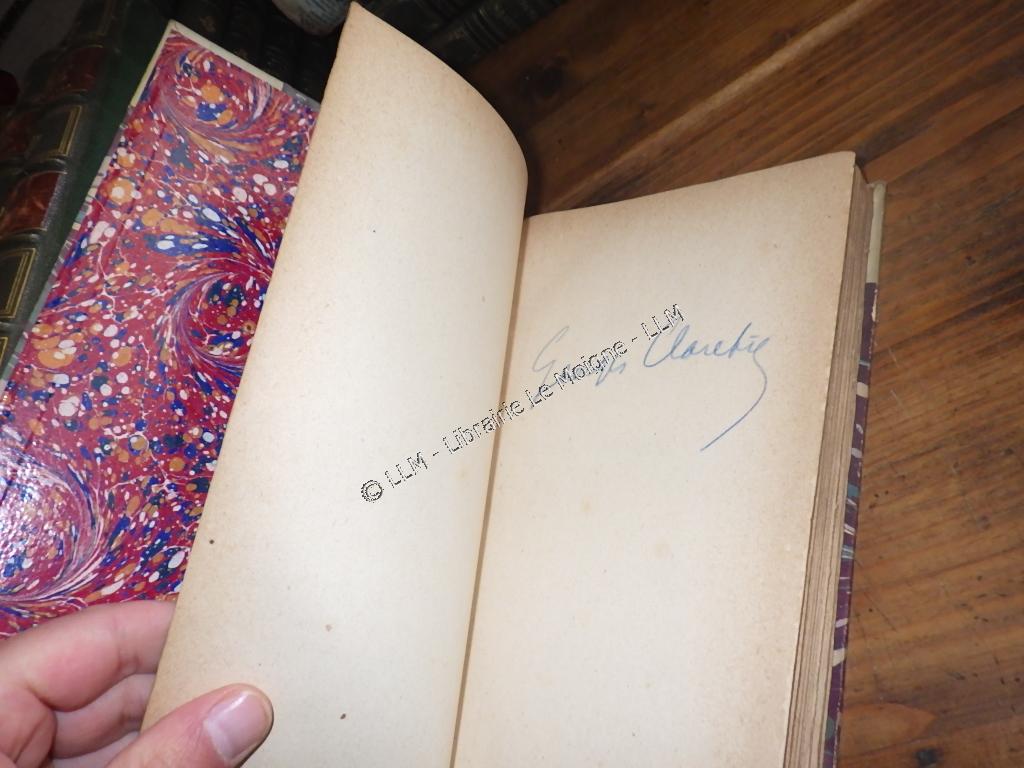 Georges Claretie
© LLM - Librairie Le Moigne - LLM